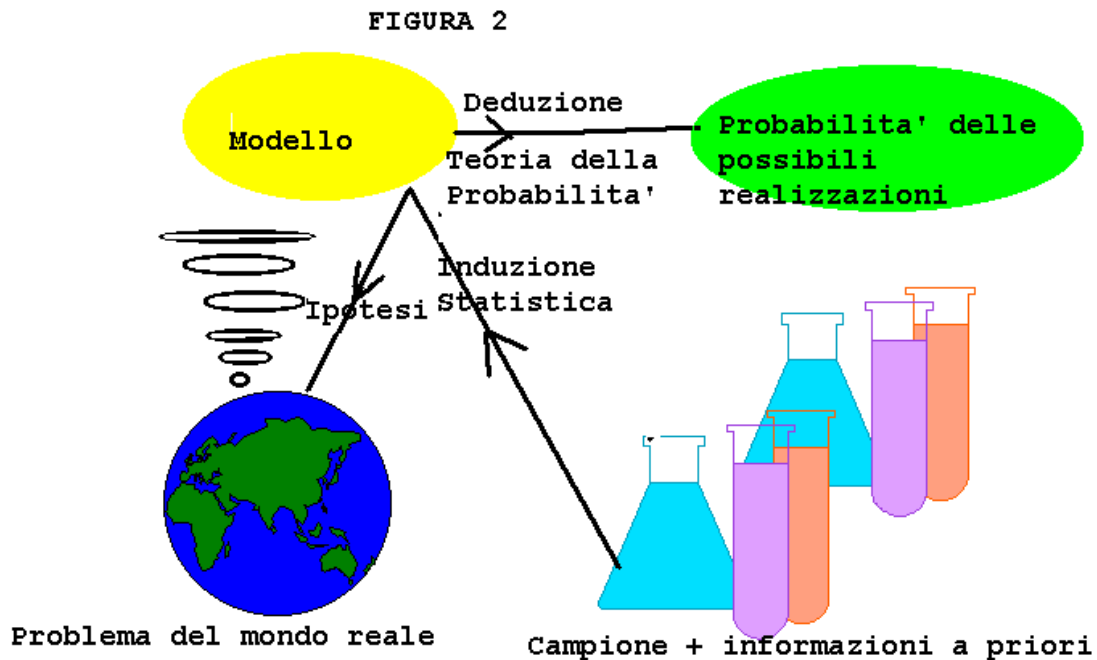 FIGURA 2
Modello
Deduzione
Teoria della
Probabilita'
Probabilita' delle
possibili
realizzazioni
Induzione
Statistica
Ipotesi
Problema del mondo reale
Campione + informazioni a priori